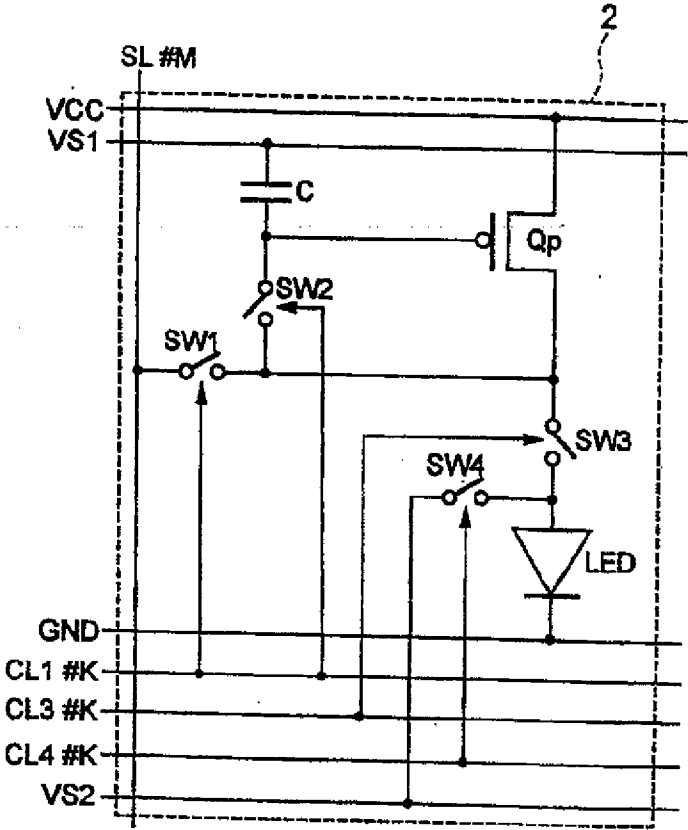 2
SL #M
VCC
VS1
C
Qp
SW2
SW1
SW3
SW4
LED
GND
CL1 #K
CL3 #K
CL4 #K
VS2